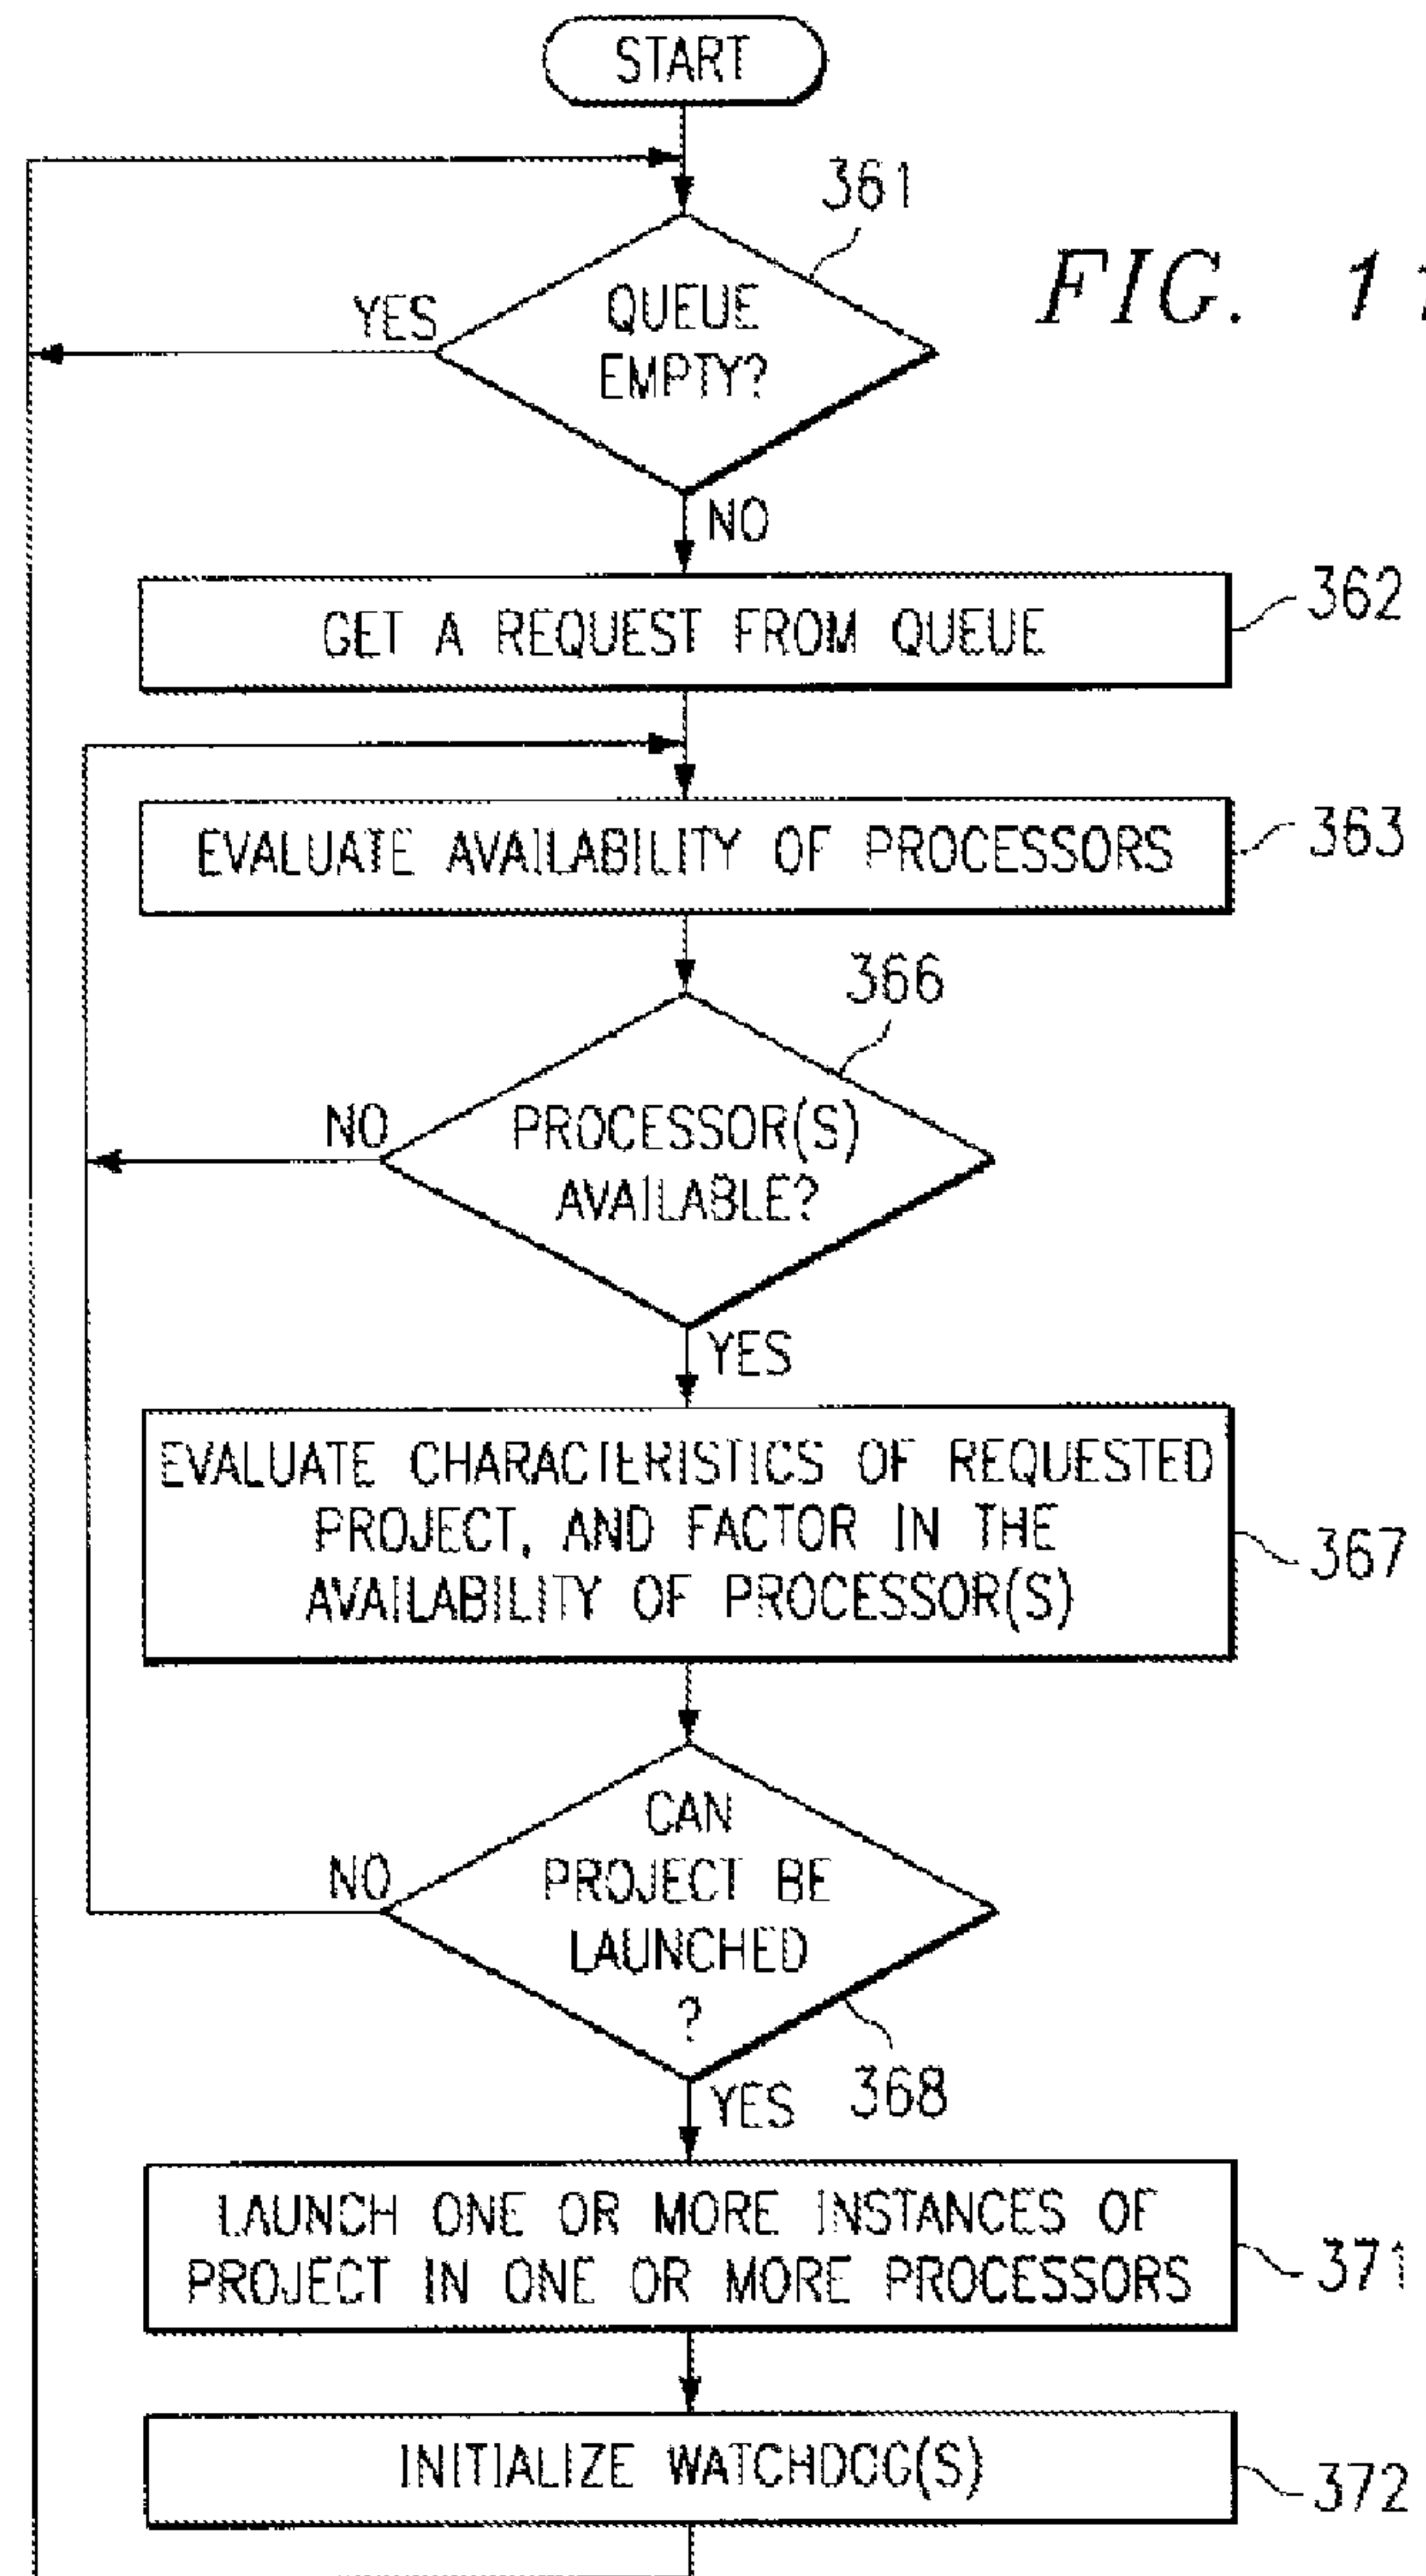 START
361
FIG. 11
YES
QUEUE
EMPTY?
NO
GET A REQUEST FROM QUEUE
362
EVALUATE AVAILABILITY OF PROCESSORS
363
366
NO
PROCESSOR(S)
AVAILABLE?
YES
EVALUATE CHARACTERISTICS OF REQUESTED
PROJECT, AND FACTOR IN THE
AVAILABILITY OF PROCESSOR(S)
367
CAN
NO
PROJECT BE
LAUNCHED
?
YES
368
LAUNCH ONE OR MORE INSTANCES OF
PROJECT IN ONE OR MORE PROCESSORS
371
INITIALIZE WATCHDOG(S)
372